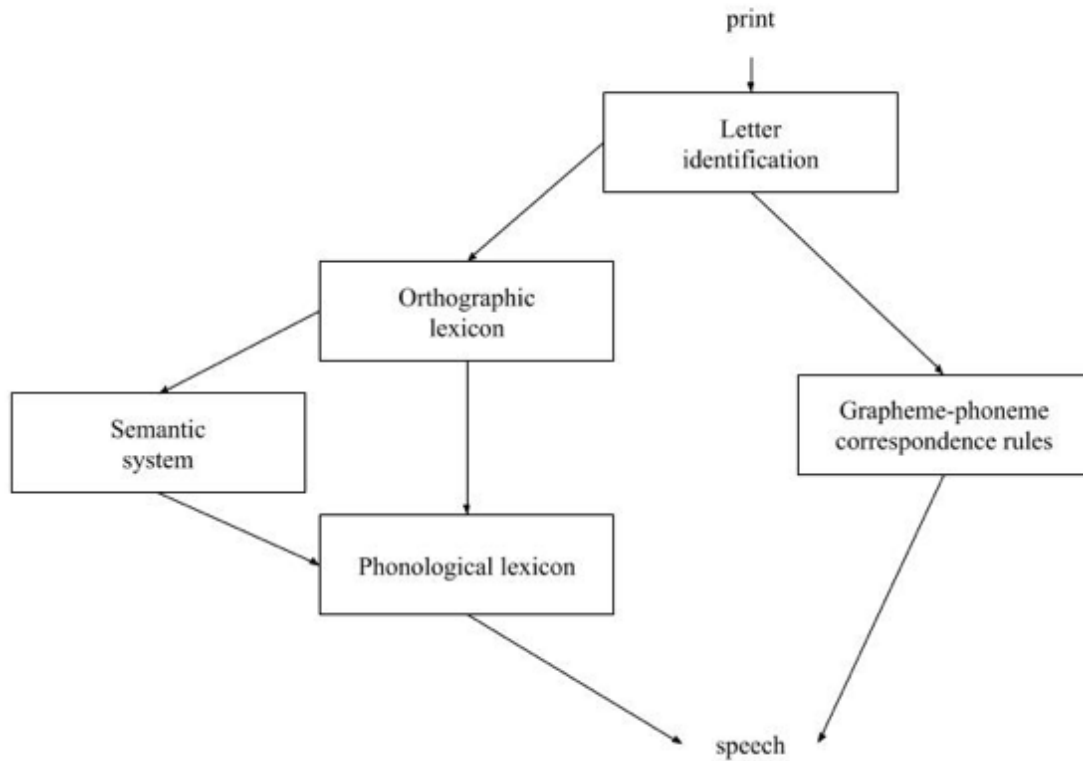 print
Letter
identification
Orthographic
lexicon
Semantic
system
Grapheme-phoneme
correspondence rules
Phonological lexicon
speech